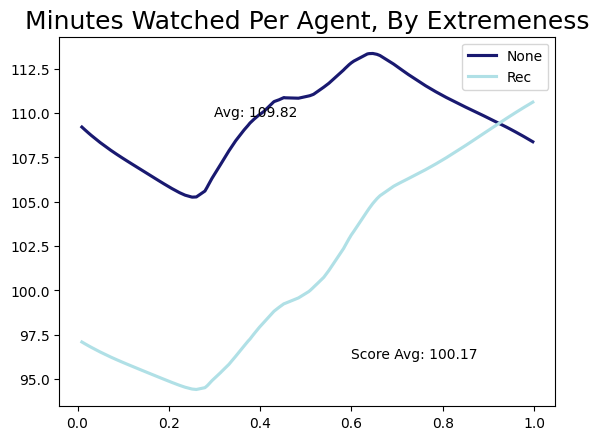 Minutes Watched Per Agent, By Extremeness
None
Rec
112.5
110.0
107.5
105.0
102.5
100.0
97.5
95.0
Avg: 109.82
Score Avg: 100.17
0.0 0.2 0.4 0.6 0.8 1.0